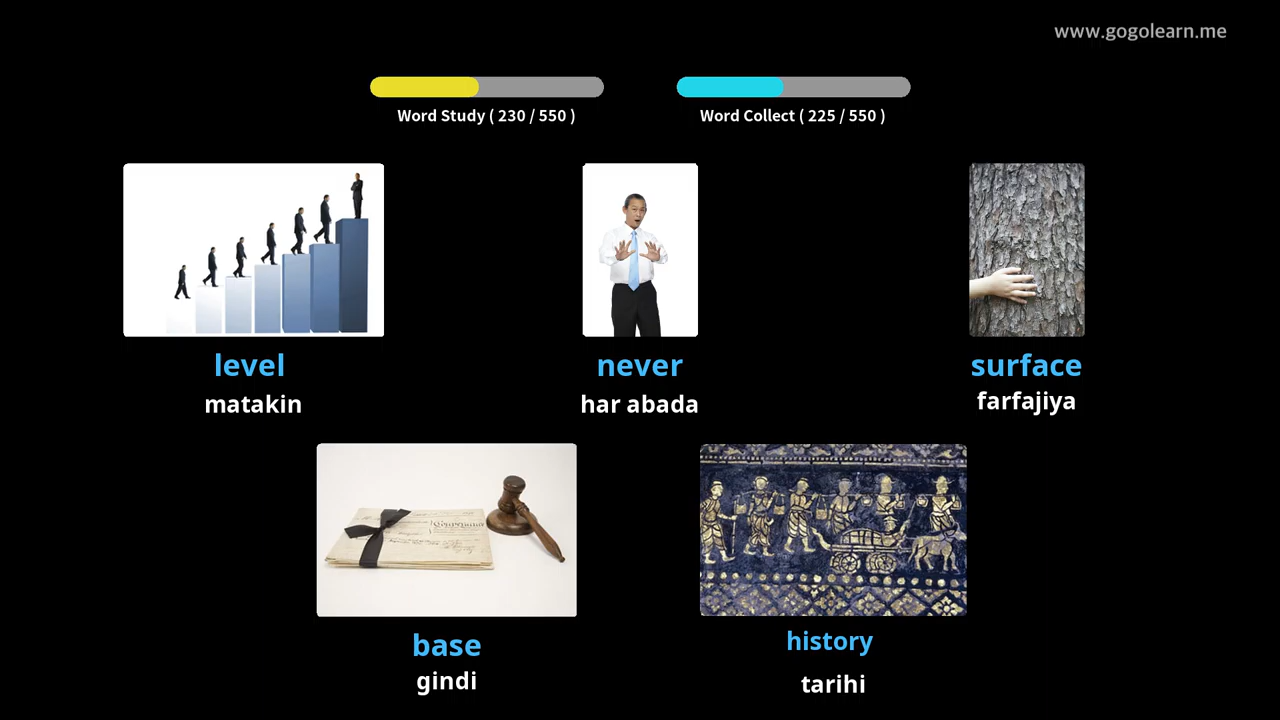 www.gogolearn.me
Word Study ( 230 / 550 )
Word Collect ( 225 / 550 )
level
matakin
never
har abada
surface
farfajiya
base
gindi
history
tarihi